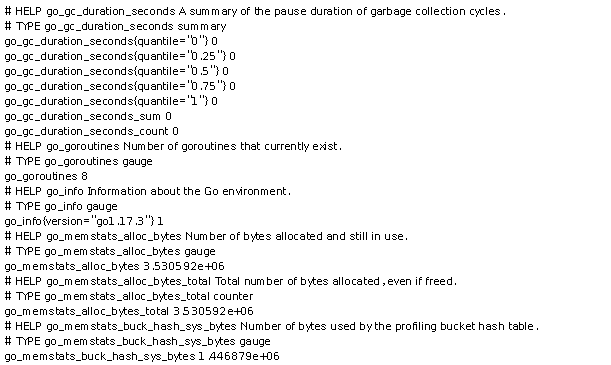 # HELP go_gc_duration_seconds A summary of the pause duration of garbage collection cycles.
# TYPE go_gc_duration_seconds summary
go_gc_duration_seconds{quantile="0"} 0
go_gc_duration_seconds{quantile="0.25"} 0
go_gc_duration_seconds{quantile="0.5"} 0
go_gc_duration_seconds{quantile="0.75"} 0
go_gc_duration_seconds{quantile="1"} 0
go_gc_duration_seconds_sum 0
go_gc_duration_seconds_count 0
# HELP go_goroutines Number of goroutines that currently exist.
# TYPE go_goroutines gauge
go_goroutines 8
# HELP go_info Information about the Go environment.
# TYPE go_info gauge
go_info{version="go1.17.3"} 1
# HELP go_memstats_alloc_bytes Number of bytes allocated and still in use.
# TYPE go_memstats_alloc_bytes gauge
go_memstats_alloc_bytes 3.530592e+06
# HELP go_memstats_alloc_bytes_total Total number of bytes allocated, even if freed.
# TYPE go_memstats_alloc_bytes_total counter
go_memstats_alloc_bytes_total 3.530592e+06
# HELP go_memstats_buck_hash_sys_bytes Number of bytes used by the profiling bucket hash table.
# TYPE go_memstats_buck_hash_sys_bytes gauge
go_memstats_buck_hash_sys_bytes 1.446879e+06